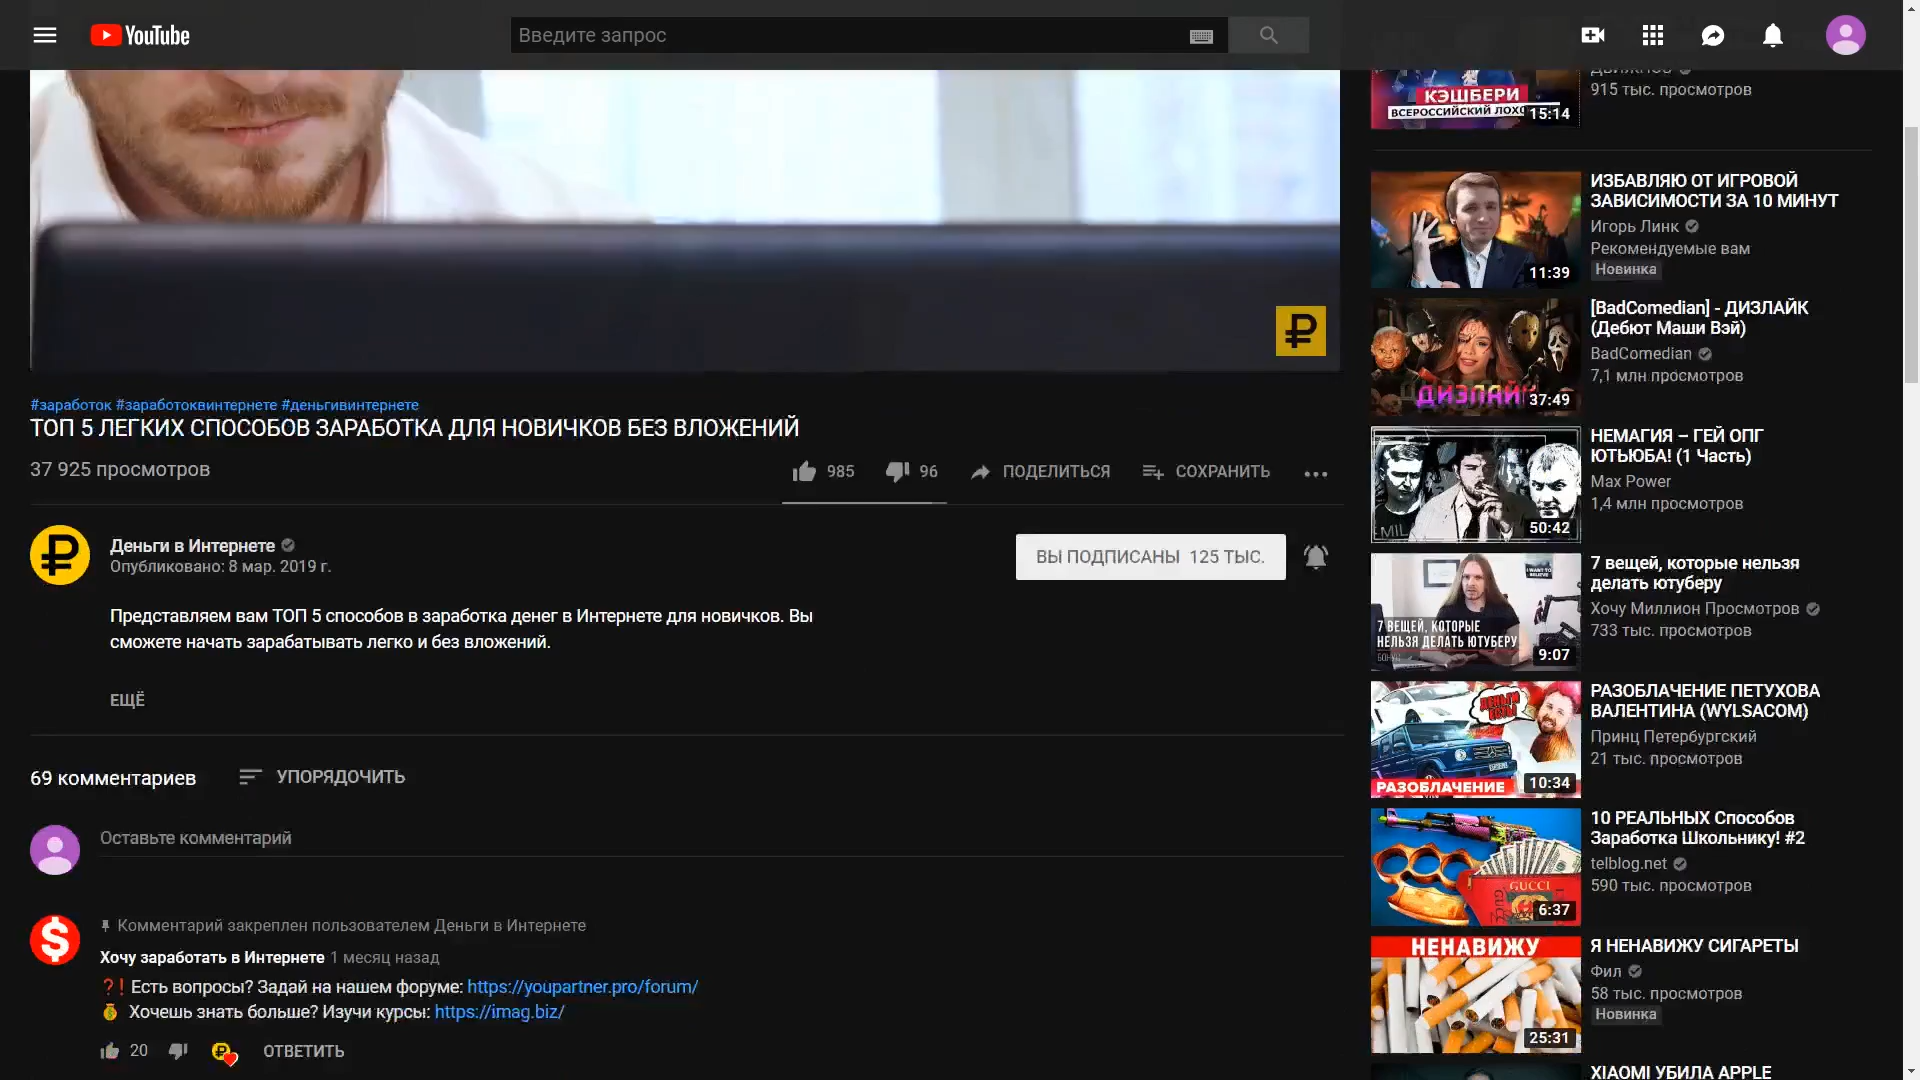 YouTube
Введите запрос
₽
#заработок #заработоквинтернете #деньгивинтернете
ТОП 5 ЛЕГКИХ СПОСОБОВ ЗАРАБОТКА ДЛЯ НОВИЧКОВ БЕЗ ВЛОЖЕНИЙ
37 925 просмотров
985
96
ПОДЕЛИТЬСЯ
СОХРАНИТЬ
₽
Деньги в Интернете
Опубликовано: 8 мар. 2019 г.
ВЫ ПОДПИСАНЫ 125 ТЫС.
Представляем вам ТОП 5 способов в заработка денег в Интернете для новичков. Вы
сможете начать зарабатывать легко и без вложений.
ЕЩЁ
69 комментариев
УПОРЯДОЧИТЬ
Оставьте комментарий
$
Комментарий закреплен пользователем Деньги в Интернете
Хочу заработать в Интернете 1 месяц назад
❓❗ Есть вопросы? Задай на нашем форуме: https://youpartner.pro/forum/
💰 Хочешь знать больше? Изучи курсы: https://imag.biz/
20
ОТВЕТИТЬ
КЭШБЕРИ
ВСЕРОССИЙСКИЙ
15:14
915 тыс. просмотров
11:39
ИЗБАВЛЯЮ ОТ ИГРОВОЙ
ЗАВИСИМОСТИ ЗА 10 МИНУТ
Игорь Линк
Рекомендуемые вам
Новинка
ДИЗЛАЙК
37:49
[BadComedian] - ДИЗЛАЙК
(Дебют Маши Вэй)
BadComedian
7,1 млн просмотров
EMIL
50:42
НЕМАГИЯ – ГЕЙ ОПГ
ЮТЬЮБА! (1 Часть)
Max Power
1,4 млн просмотров
I WANT TO
BELIEVE
7 ВЕЩЕЙ, КОТОРЫЕ
НЕЛЬЗЯ ДЕЛАТЬ ЮТУБЕРУ
9:07
7 вещей, которые нельзя
делать ютуберу
Хочу Миллион Просмотров
733 тыс. просмотров
ДЕНЬГИ
ЕСТЬ!
РАЗОБЛАЧЕНИЕ
10:34
РАЗОБЛАЧЕНИЕ ПЕТУХОВА
ВАЛЕНТИНА (WYLSACOM)
Принц Петербургский
21 тыс. просмотров
GUCCI
6:37
10 РЕАЛЬНЫХ Способов
Заработка Школьнику! #2
telblog.net
590 тыс. просмотров
НЕНАВИЖУ
25:31
Я НЕНАВИЖУ СИГАРЕТЫ
Фил
58 тыс. просмотров
Новинка
XIAOMI УБИЛА APPLE